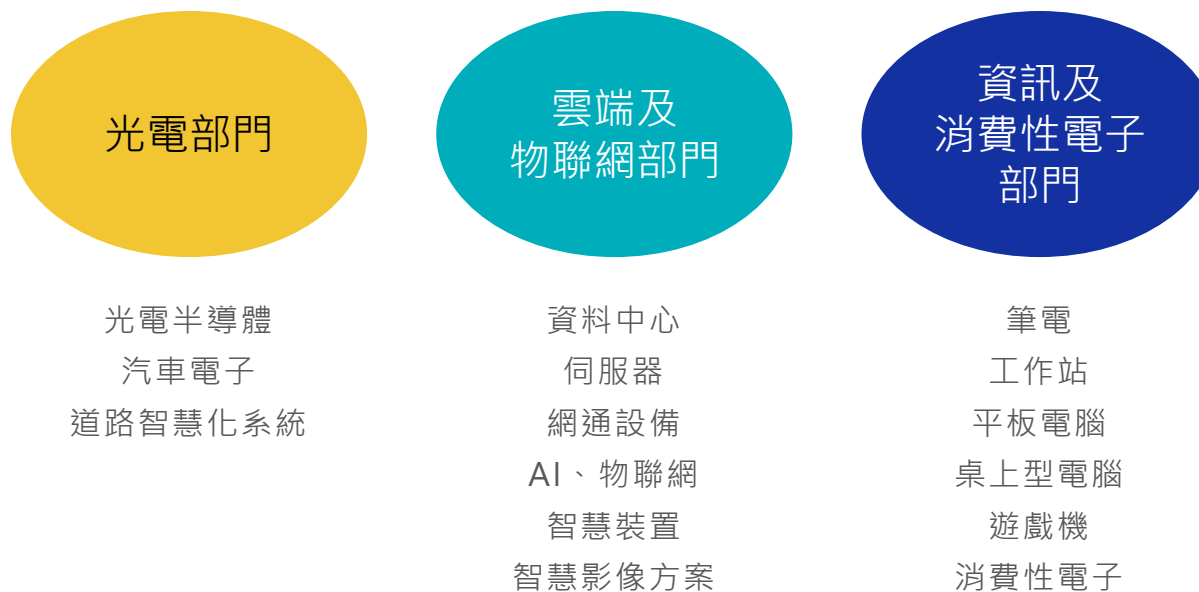 光電部門
雲端及
物聯網部門
資訊及
消費性電子
部門
光電半導體
汽車電子
道路智慧化系統
資料中心
伺服器
網通設備
AI、物聯網
智慧裝置
智慧影像方案
筆電
工作站
平板電腦
桌上型電腦
遊戲機
消費性電子